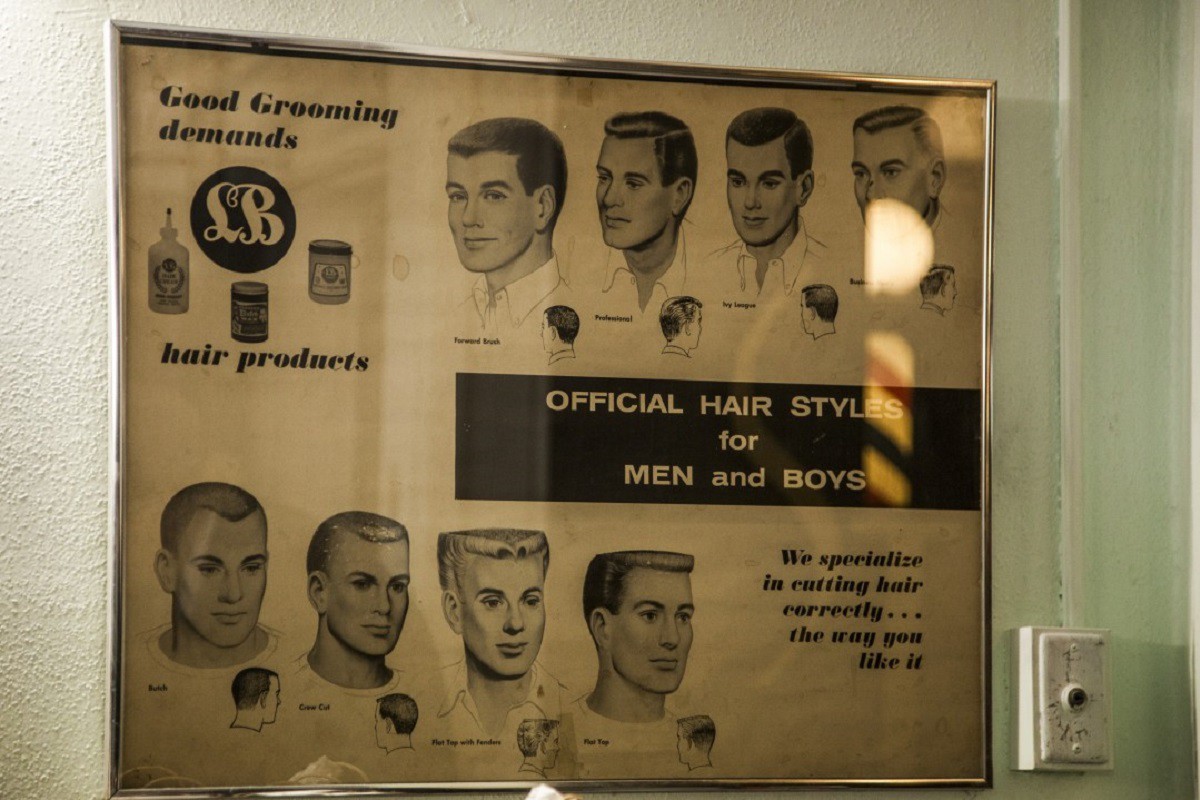 Good Grooming
demands
LB
hair products
Forward Brush
Professional
Ivy League
OFFICIAL HAIR STYLES
for
MEN and BOYS
We specialize
in cutting hair
correctly...
the way you
like it
Butch
Crew Cut
Flat Top with Fenders
Flat Top